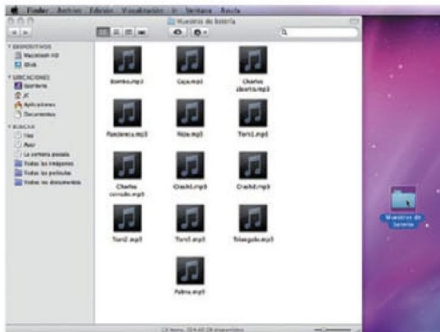 Finder Archivo Edición Visualización Ir Ventana Ayuda
Muestras de batería
DISPOSITIVOS
Macintosh HD
iDisk
UBICACIONES
Escritorio
JC
Aplicaciones
Documentos
BUSCAR
Hoy
Ayer
La semana pasada
Todas las imágenes
Todas las películas
Todos los documentos
Bombo.mp3 Caja.mp3 Charles
abierto.mp3
Pandereta.mp3 Ride.mp3 Tom1.mp3
Charles Crash1.mp3 Crash2.mp3
cerrado.mp3
Tom2.mp3 Tom3.mp3 Triangulo.mp3
Palma.mp3
Muestras de
batería